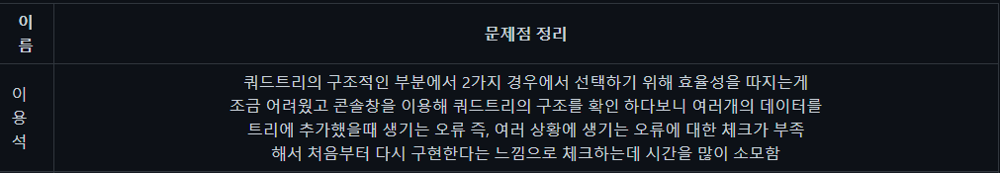 이름
문제점 정리
이용석
쿼드트리의 구조적인 부분에서 2가지 경우에서 선택하기 위해 효율성을 따지는게
조금 어려웠고 콘솔창을 이용해 쿼드트리의 구조를 확인 하다보니 여러개의 데이터를
트리에 추가했을때 생기는 오류 즉, 여러 상황에 생기는 오류에 대한 체크가 부족
해서 처음부터 다시 구현한다는 느낌으로 체크하는데 시간을 많이 소모함